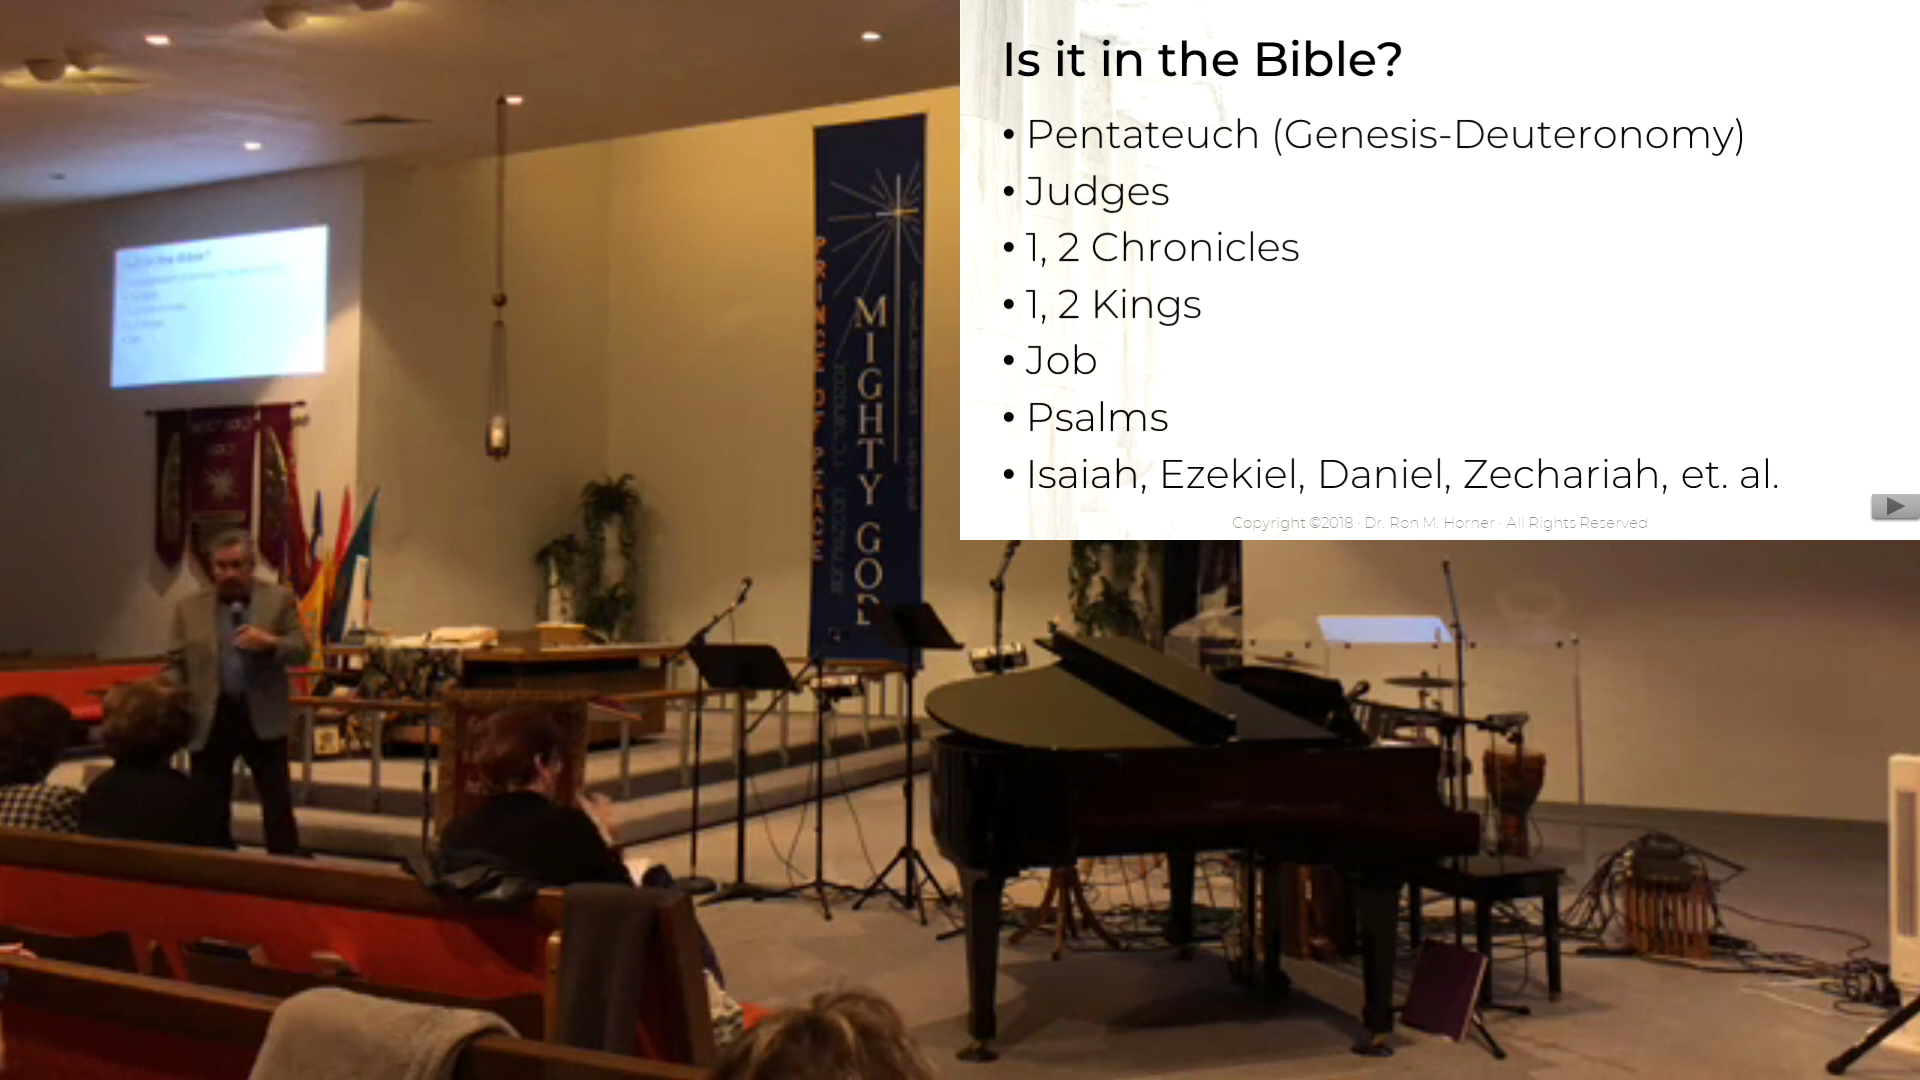 Is it in the Bible?
• Pentateuch (Genesis-Deuteronomy)
• Judges
• 1, 2 Chronicles
• 1, 2 Kings
• Job
• Psalms
• Isaiah, Ezekiel, Daniel, Zechariah, et. al.
Copyright ©2018 · Dr. Ron M. Horner · All Rights Reserved
PRINCE OF PEACE
MIGHTY GOD